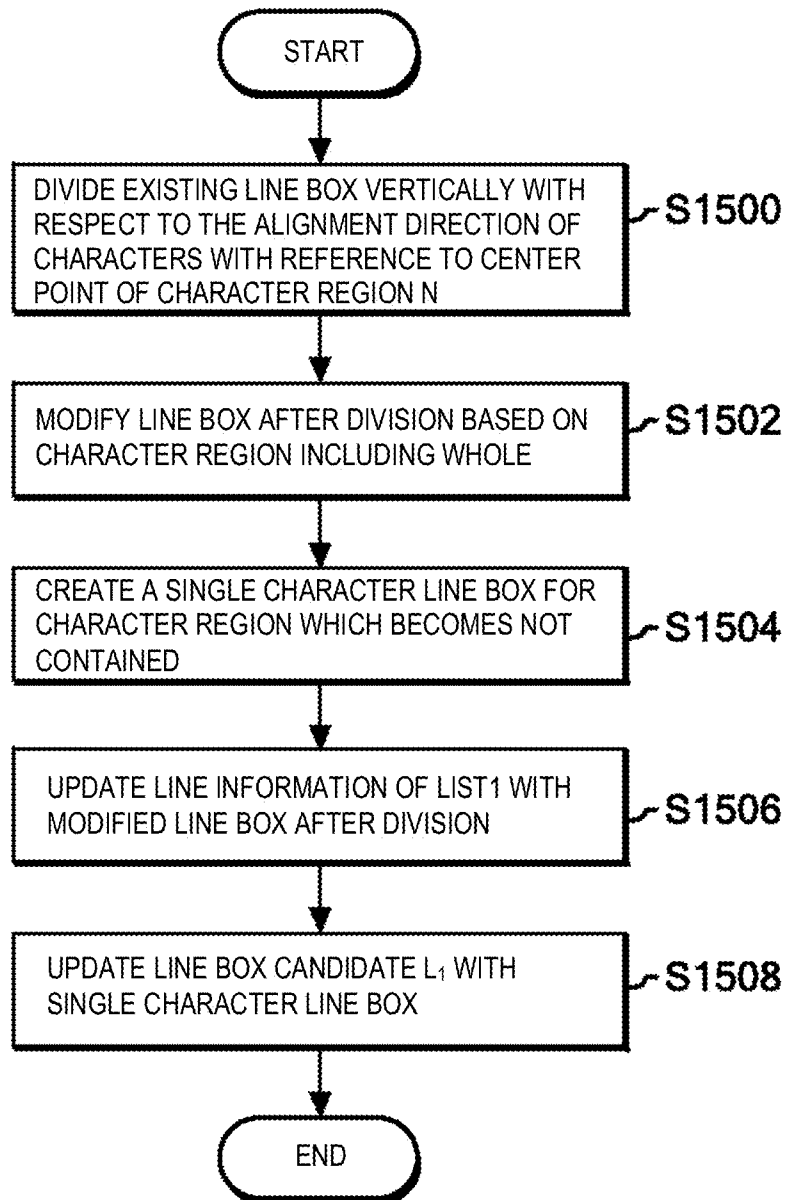 START
DIVIDE EXISTING LINE BOX VERTICALLY WITH
RESPECT TO THE ALIGNMENT DIRECTION OF
CHARACTERS WITH REFERENCE TO CENTER
POINT OF CHARACTER REGION N
S1500
MODIFY LINE BOX AFTER DIVISION BASED ON
CHARACTER REGION INCLUDING WHOLE
S1502
CREATE A SINGLE CHARACTER LINE BOX FOR
CHARACTER REGION WHICH BECOMES NOT
CONTAINED
S1504
UPDATE LINE INFORMATION OF LIST1 WITH
MODIFIED LINE BOX AFTER DIVISION
S1506
UPDATE LINE BOX CANDIDATE L₁ WITH
SINGLE CHARACTER LINE BOX
S1508
END